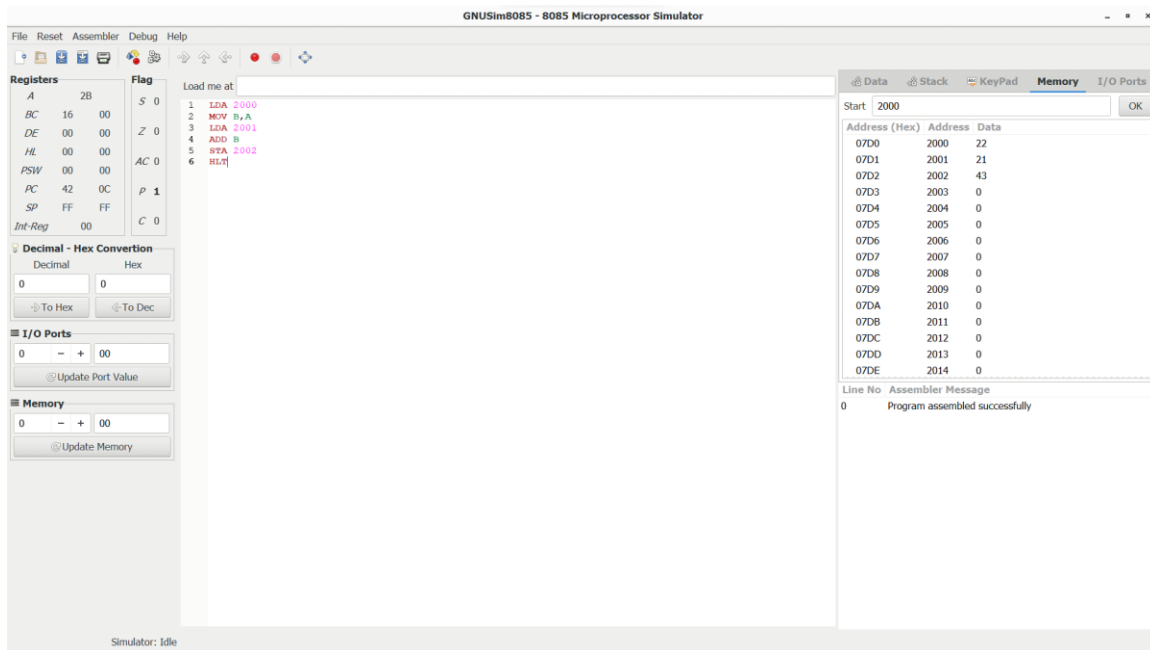 GNUSim8085 - 8085 Microprocessor Simulator
File Reset Assembler Debug Help
Registers
A 2B
BC 16 00
DE 00 00
HL 00 00
PSW 00 00
PC 42 0C
SP FF FF
Int-Reg 00
Flag
S 0
Z 0
AC 0
P 1
C 0
Decimal - Hex Convertion
Decimal Hex
0 0
To Hex To Dec
I/O Ports
0 - + 00
Update Port Value
Memory
0 - + 00
Update Memory
Load me at
1 LDA 2000
2 MOV B,A
3 LDA 2001
4 ADD B
5 STA 2002
6 HLT
Data Stack KeyPad Memory I/O Ports
Start 2000 OK
Address (Hex) Address Data
07D0 2000 22
07D1 2001 21
07D2 2002 43
07D3 2003 0
07D4 2004 0
07D5 2005 0
07D6 2006 0
07D7 2007 0
07D8 2008 0
07D9 2009 0
07DA 2010 0
07DB 2011 0
07DC 2012 0
07DD 2013 0
07DE 2014 0
Line No Assembler Message
0 Program assembled successfully
Simulator: Idle